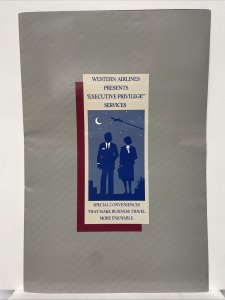 WESTERN AIRLINES
PRESENTS
"EXECUTIVE PRIVILEGE"
SERVICES
SPECIAL CONVENIENCES
THAT MAKE BUSINESS TRAVEL
MORE ENJOYABLE.